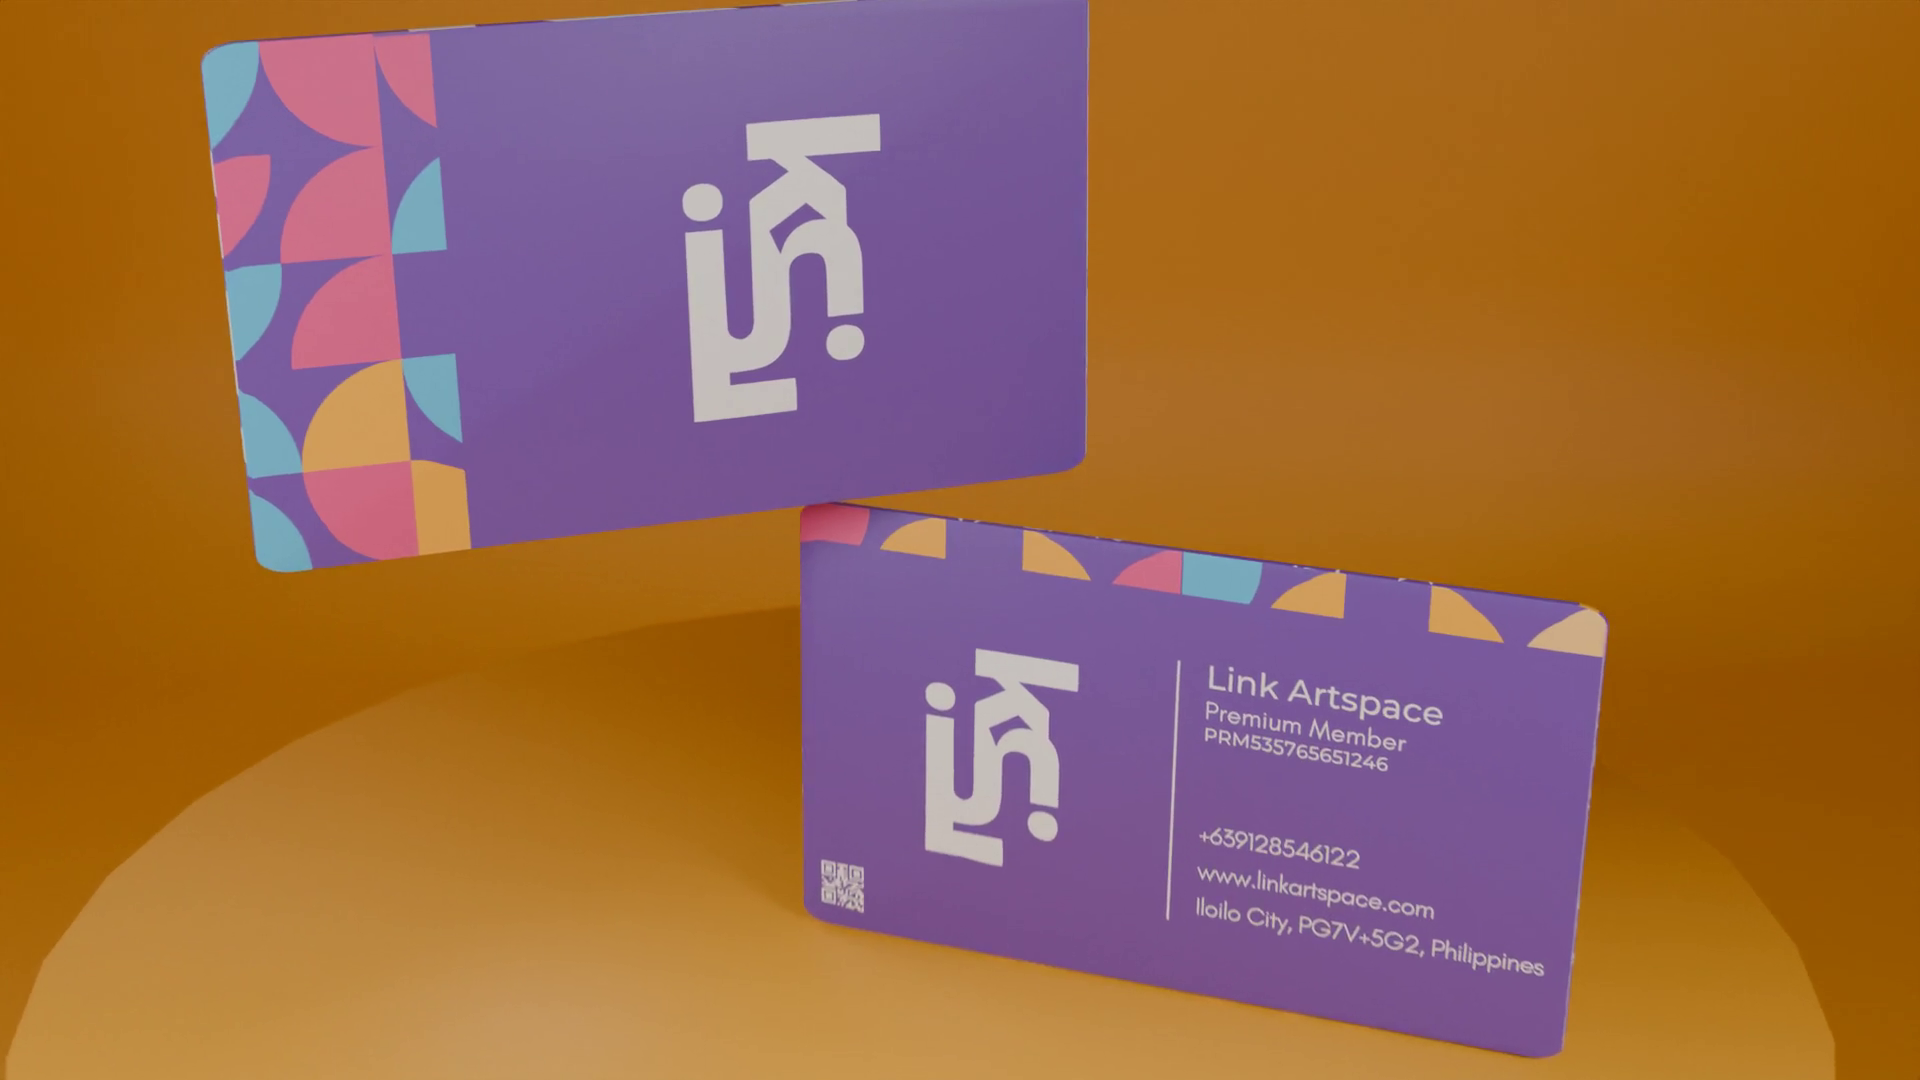 Link Artspace
Premium Member
PRM535765651246
+639128546122
www.linkartspace.com
Iloilo City, PG7V+5G2, Philippines